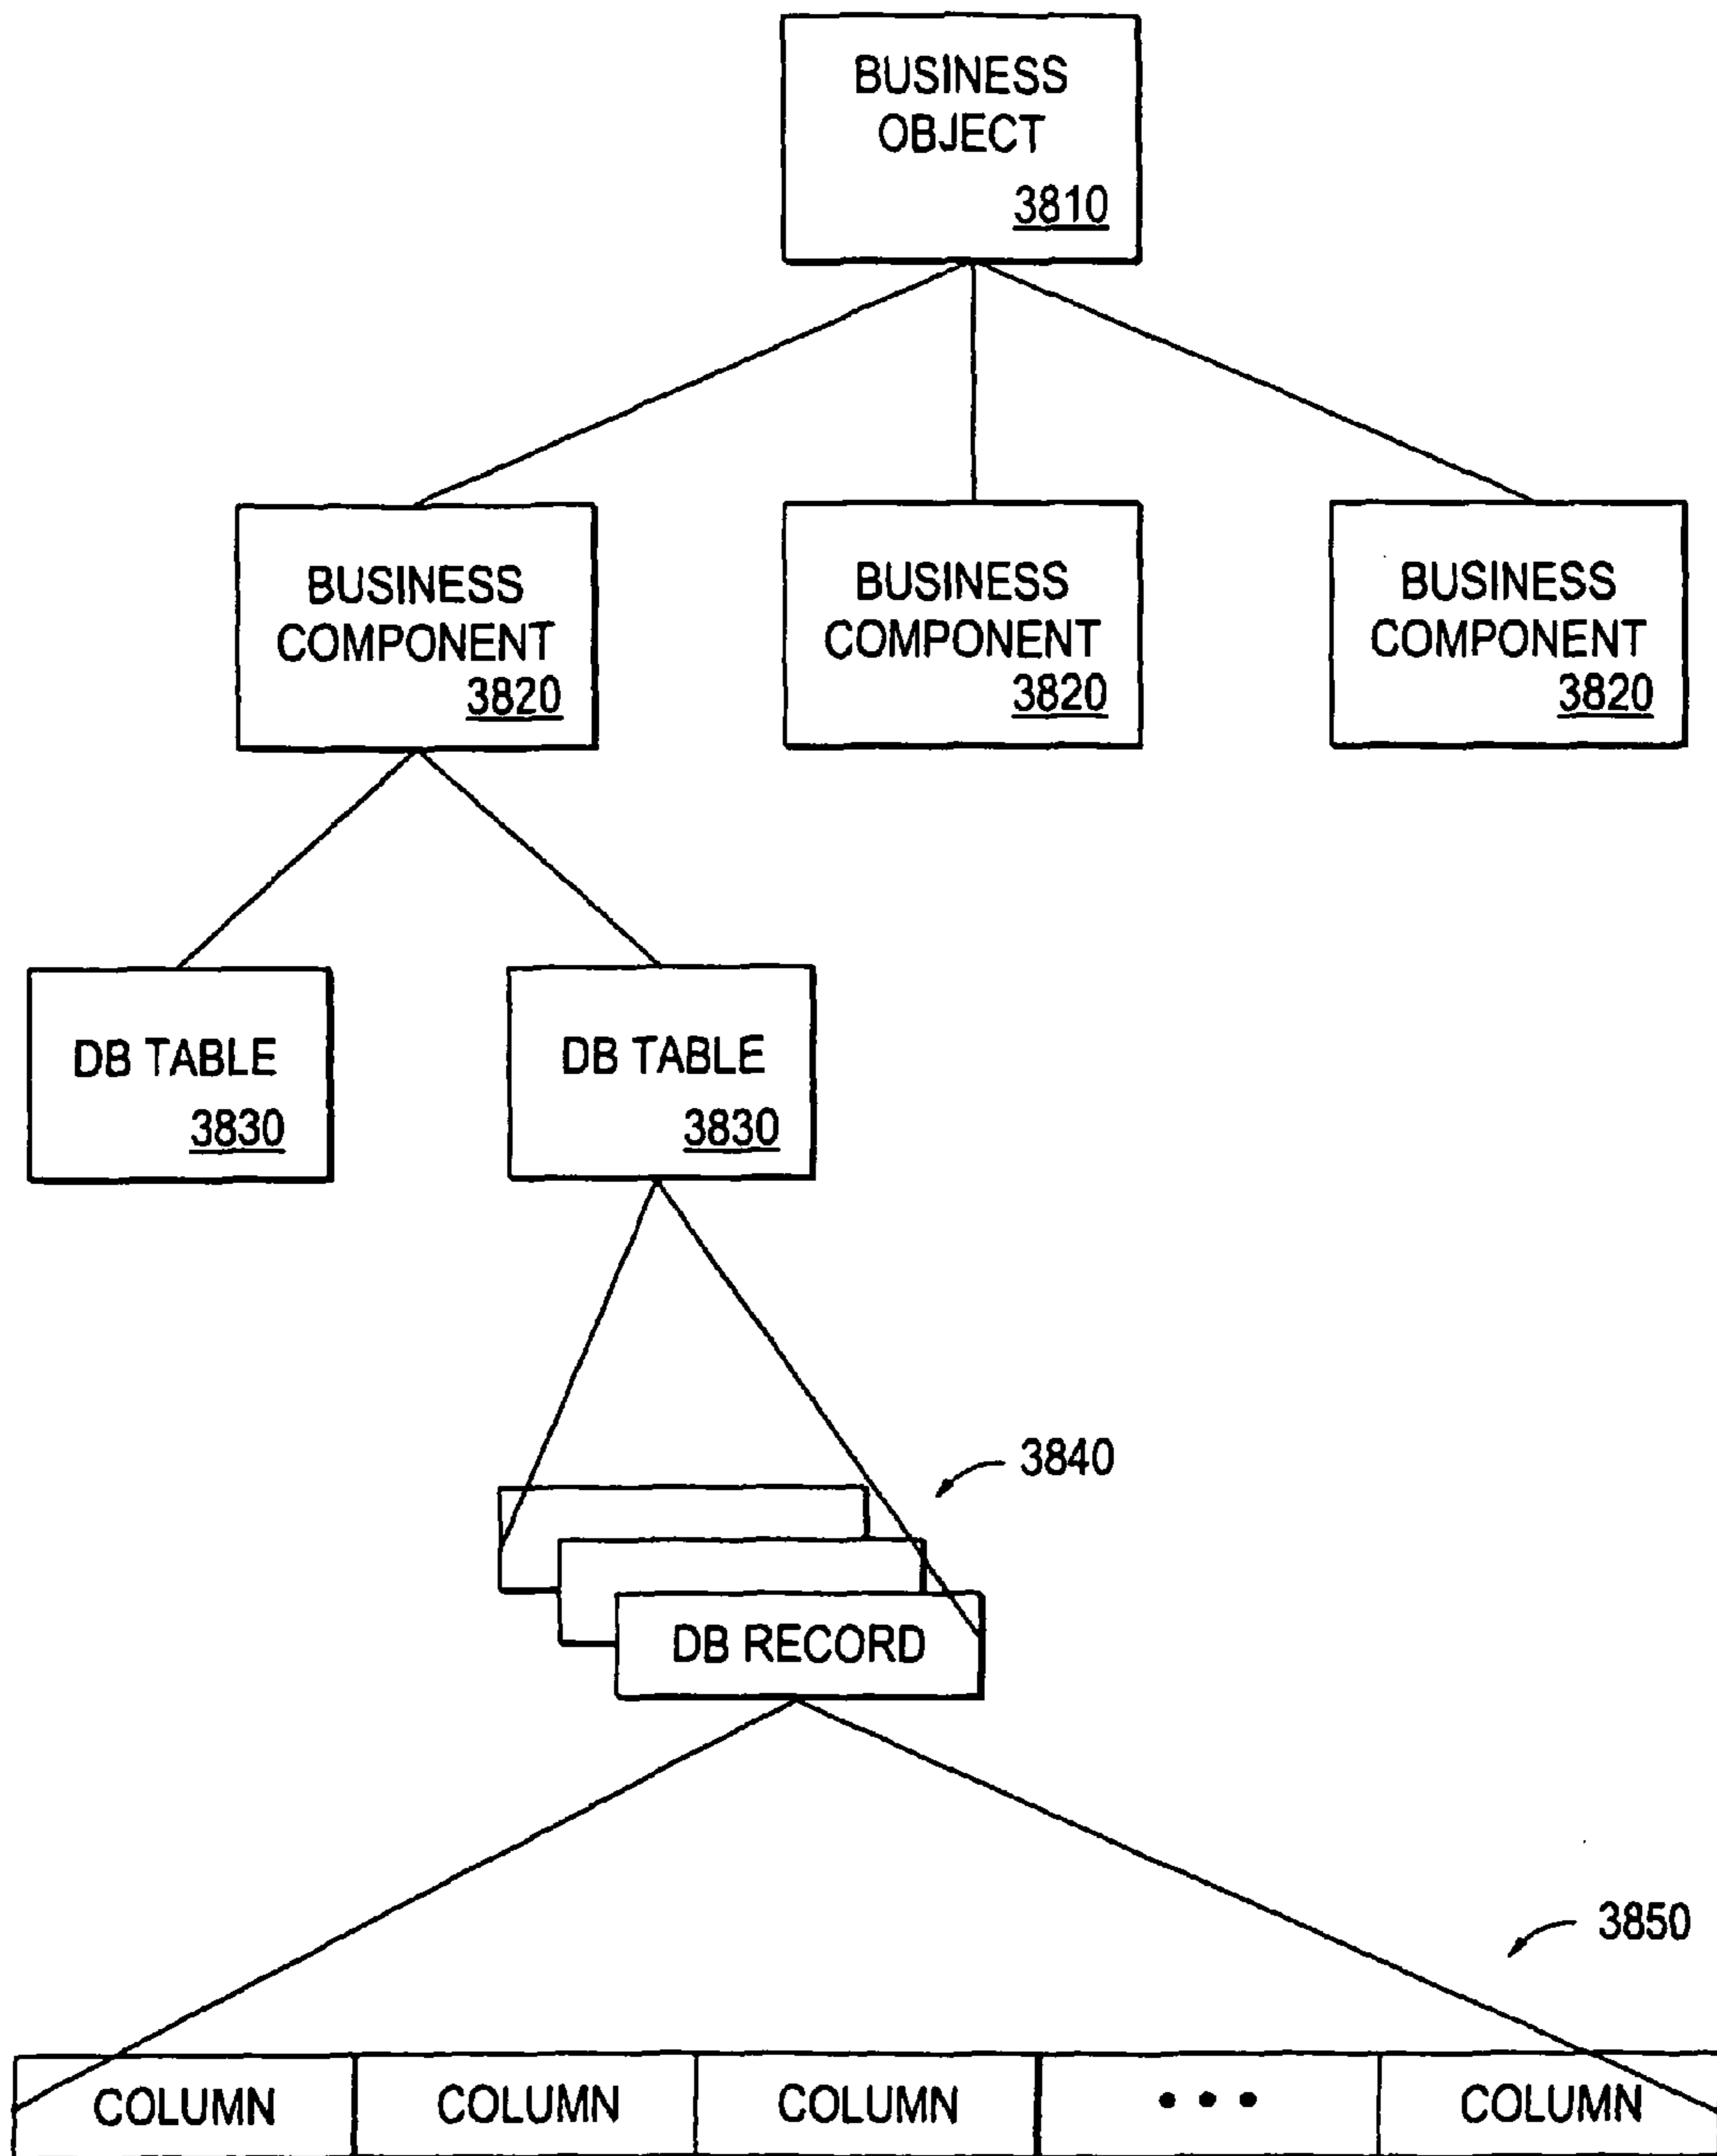 BUSINESS
OBJECT
3810
BUSINESS
COMPONENT
3820
BUSINESS
COMPONENT
3820
BUSINESS
COMPONENT
3820
DB TABLE
3830
DB TABLE
3830
3840
DB RECORD
3850
COLUMN COLUMN COLUMN • • • COLUMN